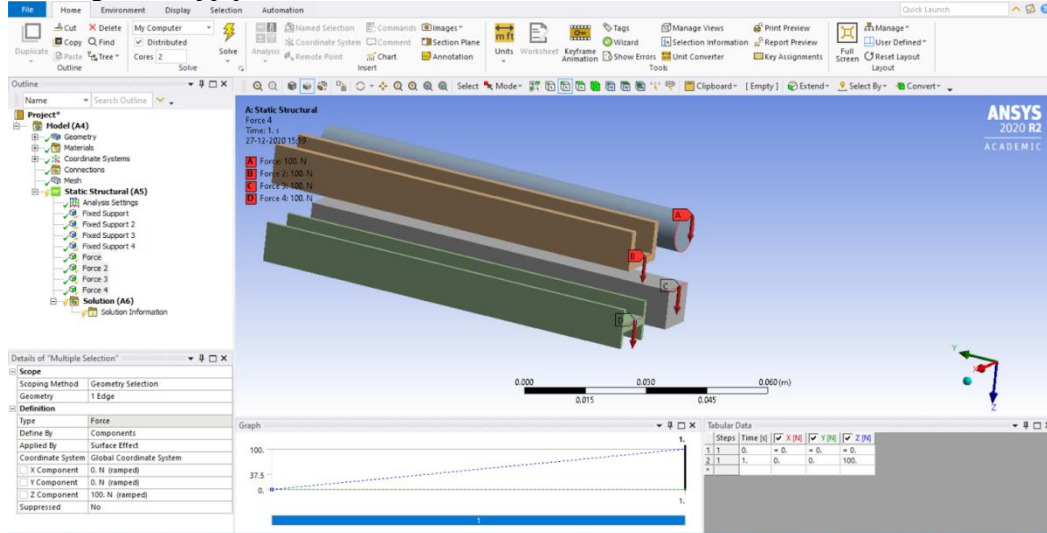 File Home Environment Display Selection Automation Quick Launch
Duplicate Cut Copy Paste Delete Find Tree
Outline
My Computer Distributed Cores 2 Solve
Solve
Analysis Named Selection Coordinate System Remote Point Commands Comment Chart Images Section Plane Annotation
Insert
Units Worksheet Keyframe Animation Tags Wizard Show Errors Manage Views Selection Information Unit Converter Print Preview Report Preview Key Assignments
Tools
Full Screen Manage User Defined Reset Layout
Layout
Outline
Name Search Outline
Select Mode Clipboard [ Empty ] Extend Select By Convert
Project*
Model (A4)
Geometry
Materials
Coordinate Systems
Connections
Mesh
Static Structural (A5)
Analysis Settings
Fixed Support
Fixed Support 2
Fixed Support 3
Fixed Support 4
Force
Force 2
Force 3
Force 4
Solution (A6)
Solution Information
A: Static Structural
Force 4
Time: 1. s
27-12-2020 15:19
A Force: 100. N
B Force 2: 100. N
C Force 3: 100. N
D Force 4: 100. N
ANSYS
2020 R2
ACADEMIC
A
B
C
D
0.000 0.030 0.060 (m)
0.015 0.045
Y
X
Z
Details of "Multiple Selection"
Scope
Scoping Method Geometry Selection
Geometry 1 Edge
Definition
Type Force
Define By Components
Applied By Surface Effect
Coordinate System Global Coordinate System
X Component 0. N (ramped)
Y Component 0. N (ramped)
Z Component 100. N (ramped)
Suppressed No
Graph
1.
100.
37.5
0.
1.
1
Tabular Data
Steps Time [s] X [N] Y [N] Z [N]
1 1 0. = 0. = 0. = 0.
2 1 1. 0. 0. 100.
*